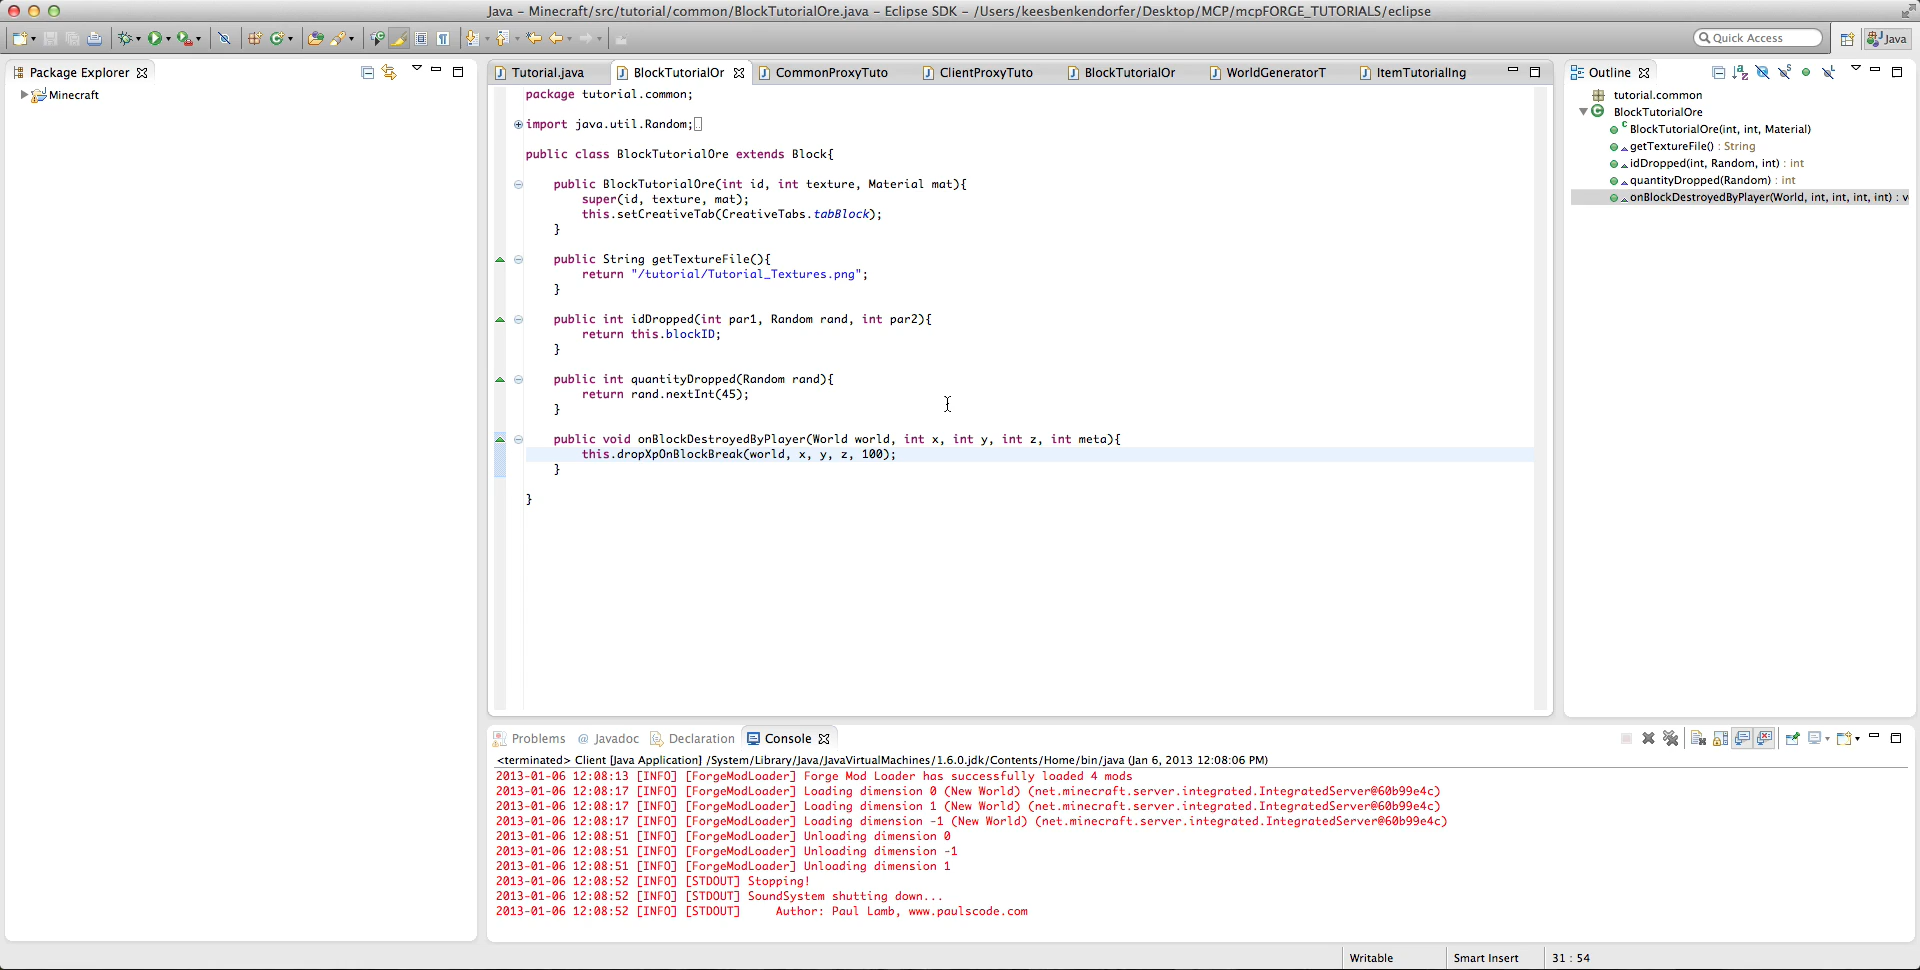 Java – Minecraft/src/tutorial/common/BlockTutorialOre.java – Eclipse SDK – /Users/keesbenkendorfer/Desktop/MCP/mcpFORGE_TUTORIALS/eclipse
Quick Access
Java
Package Explorer
Minecraft
Tutorial.java
BlockTutorialOr
CommonProxyTuto
ClientProxyTuto
BlockTutorialOr
WorldGeneratorT
ItemTutorialIng
package tutorial.common;
import java.util.Random;
public class BlockTutorialOre extends Block{
public BlockTutorialOre(int id, int texture, Material mat){
super(id, texture, mat);
this.setCreativeTab(CreativeTabs.tabBlock);
}
public String getTextureFile(){
return "/tutorial/Tutorial_Textures.png";
}
public int idDropped(int par1, Random rand, int par2){
return this.blockID;
}
public int quantityDropped(Random rand){
return rand.nextInt(45);
}
public void onBlockDestroyedByPlayer(World world, int x, int y, int z, int meta){
this.dropXpOnBlockBreak(world, x, y, z, 100);
}
}
Outline
tutorial.common
BlockTutorialOre
BlockTutorialOre(int, int, Material)
getTextureFile() : String
idDropped(int, Random, int) : int
quantityDropped(Random) : int
onBlockDestroyedByPlayer(World, int, int, int, int) : v
Problems
@ Javadoc
Declaration
Console
<terminated> Client [Java Application] /System/Library/Java/JavaVirtualMachines/1.6.0.jdk/Contents/Home/bin/java (Jan 6, 2013 12:08:06 PM)
2013-01-06 12:08:13 [INFO] [ForgeModLoader] Forge Mod Loader has successfully loaded 4 mods
2013-01-06 12:08:17 [INFO] [ForgeModLoader] Loading dimension 0 (New World) (net.minecraft.server.integrated.IntegratedServer@60b99e4c)
2013-01-06 12:08:17 [INFO] [ForgeModLoader] Loading dimension 1 (New World) (net.minecraft.server.integrated.IntegratedServer@60b99e4c)
2013-01-06 12:08:17 [INFO] [ForgeModLoader] Loading dimension -1 (New World) (net.minecraft.server.integrated.IntegratedServer@60b99e4c)
2013-01-06 12:08:51 [INFO] [ForgeModLoader] Unloading dimension 0
2013-01-06 12:08:51 [INFO] [ForgeModLoader] Unloading dimension -1
2013-01-06 12:08:51 [INFO] [ForgeModLoader] Unloading dimension 1
2013-01-06 12:08:52 [INFO] [STDOUT] Stopping!
2013-01-06 12:08:52 [INFO] [STDOUT] SoundSystem shutting down...
2013-01-06 12:08:52 [INFO] [STDOUT] Author: Paul Lamb, www.paulscode.com
Writable
Smart Insert
31 : 54